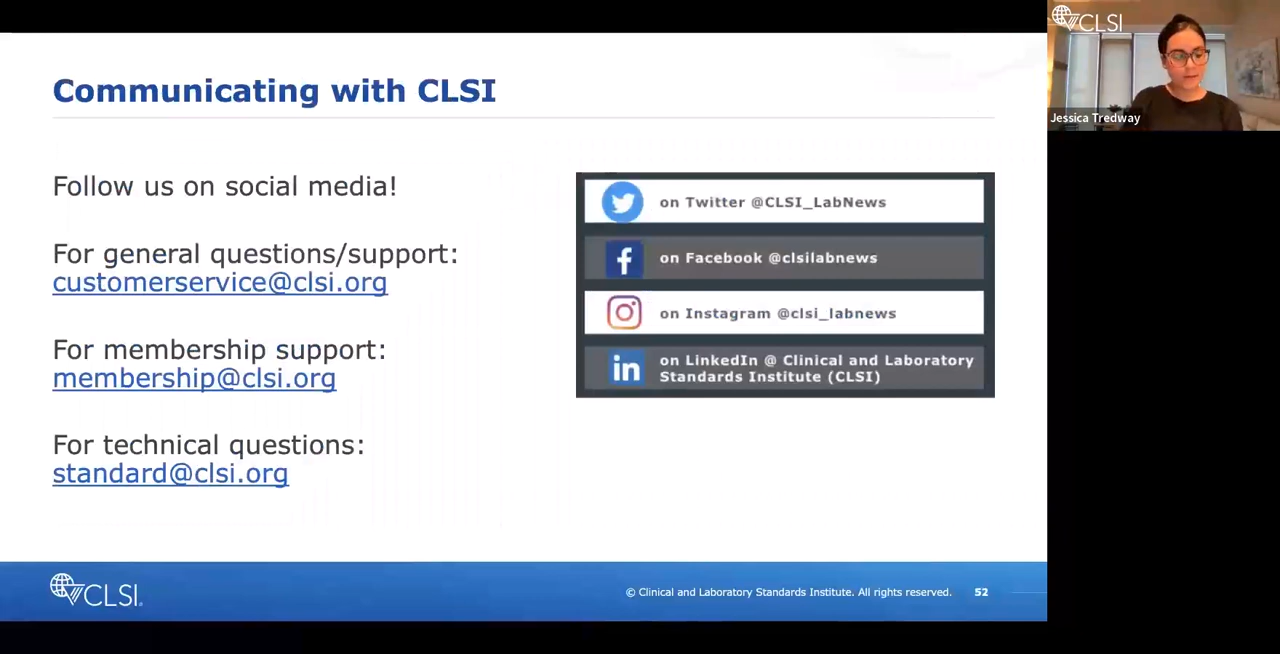 Communicating with CLSI
Follow us on social media!
For general questions/support:
customerservice@clsi.org
For membership support:
membership@clsi.org
For technical questions:
standard@clsi.org
on Twitter @CLSI_LabNews
on Facebook @clsilabnews
on Instagram @clsi_labnews
on LinkedIn @ Clinical and Laboratory
Standards Institute (CLSI)
CLSI
Jessica Tredway
CLSI®
© Clinical and Laboratory Standards Institute. All rights reserved.
52